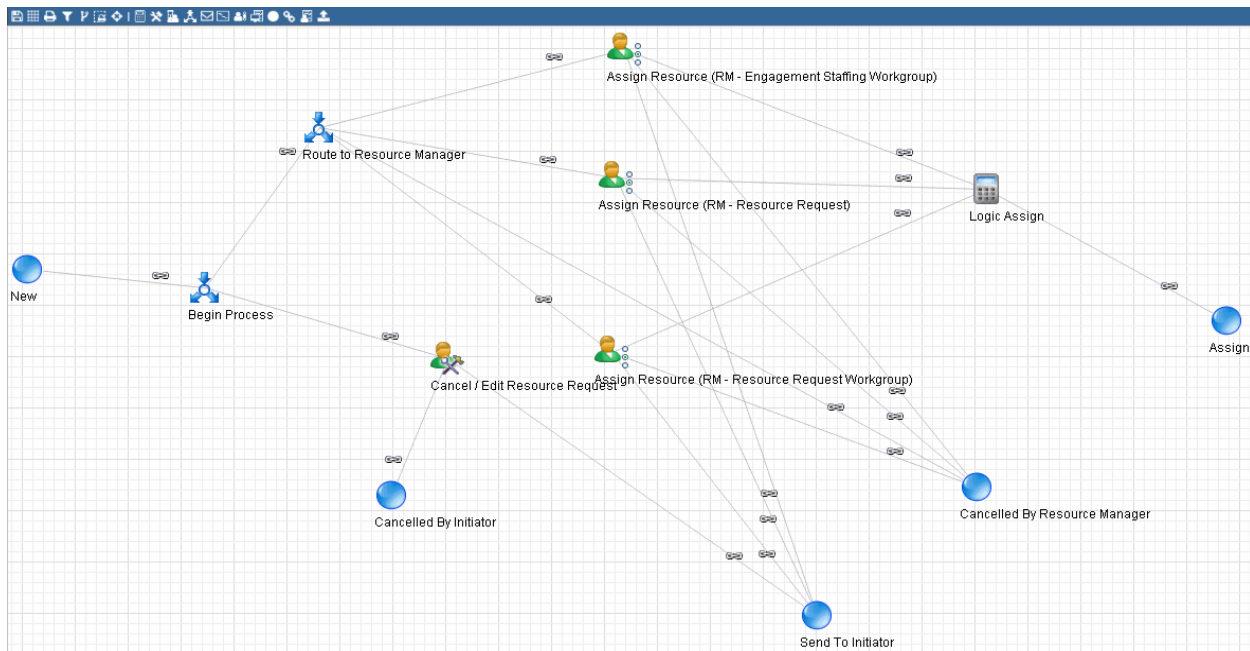 Assign Resource (RM - Engagement Staffing Workgroup)
Route to Resource Manager
Assign Resource (RM - Resource Request)
Logic Assign
New
Begin Process
Assign
Cancel / Edit Resource Request
Assign Resource (RM - Resource Request Workgroup)
Cancelled By Initiator
Cancelled By Resource Manager
Send To Initiator